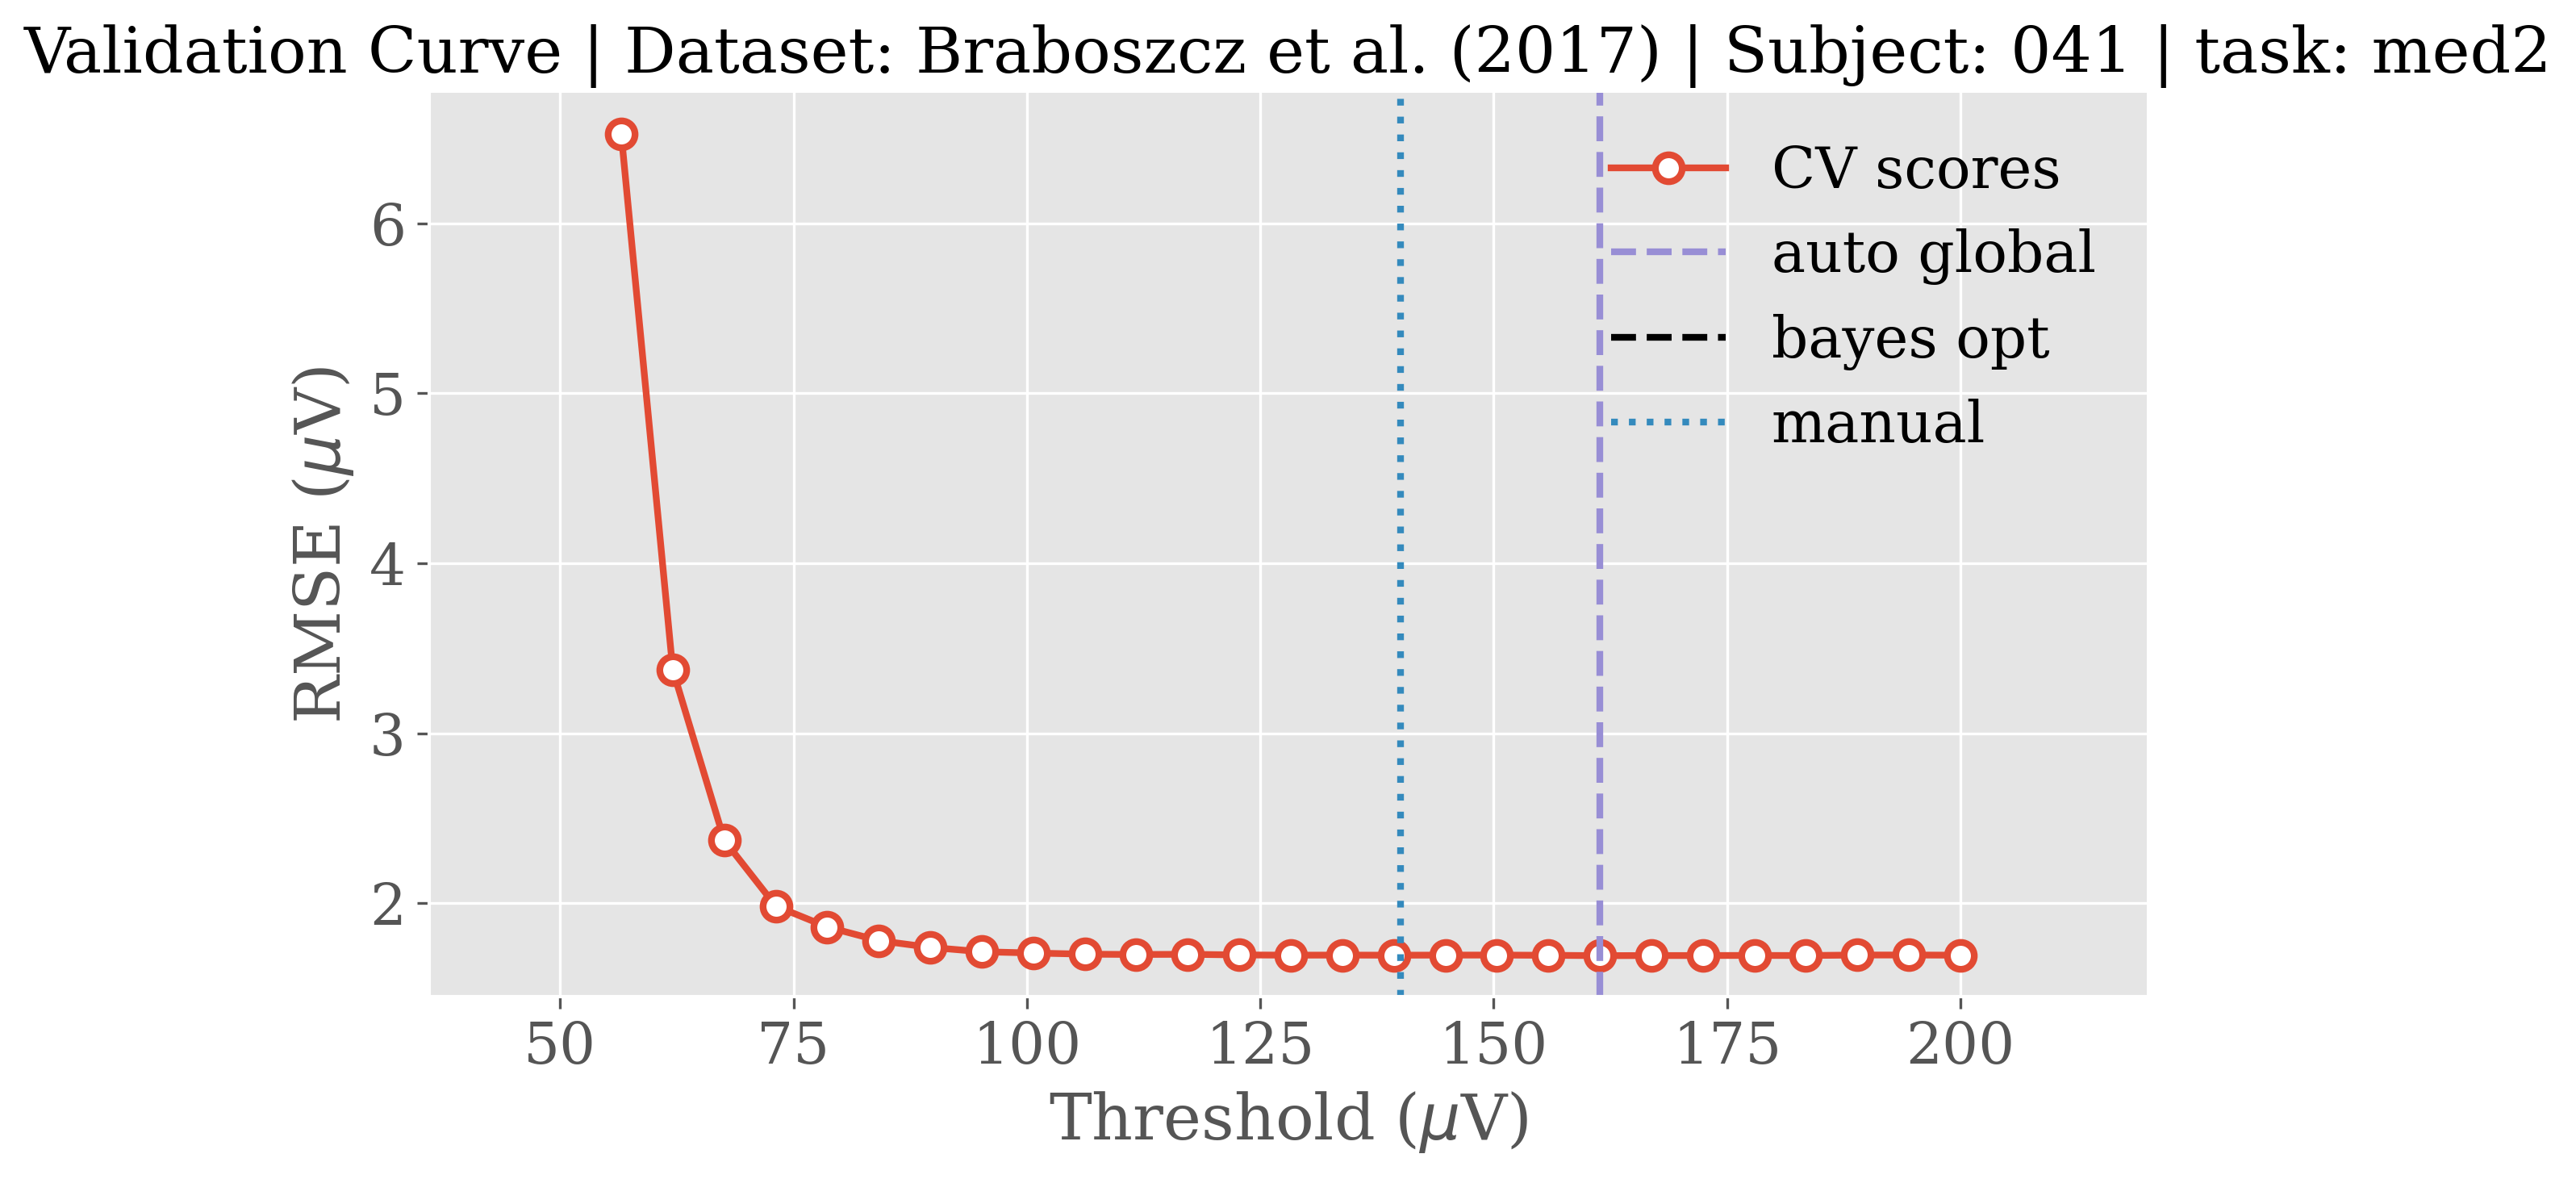 Validation Curve | Dataset: Braboszcz et al. (2017) | Subject: 041 | task: med2
CV scores
auto global
bayes opt
manual
RMSE (μV)
6
5
4
3
2
50 75 100 125 150 175 200
Threshold (μV)